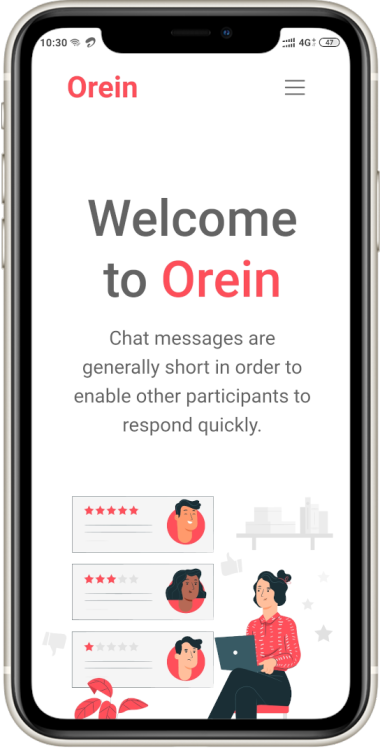 10:30 4G+ 47
Orein
Welcome
to Orein
Chat messages are
generally short in order to
enable other participants to
respond quickly.